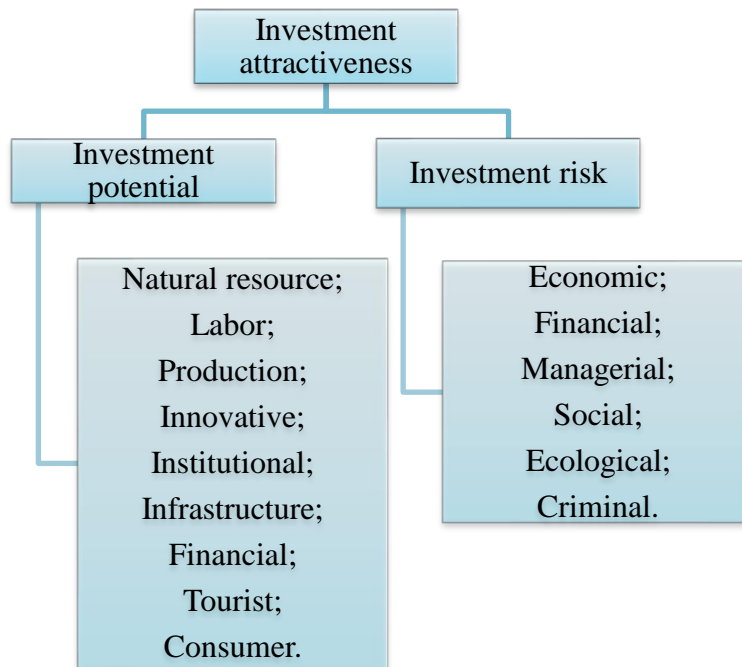 Investment
attractiveness
Investment
potential
Investment risk
Natural resource;
Labor;
Production;
Innovative;
Institutional;
Infrastructure;
Financial;
Tourist;
Consumer.
Economic;
Financial;
Managerial;
Social;
Ecological;
Criminal.